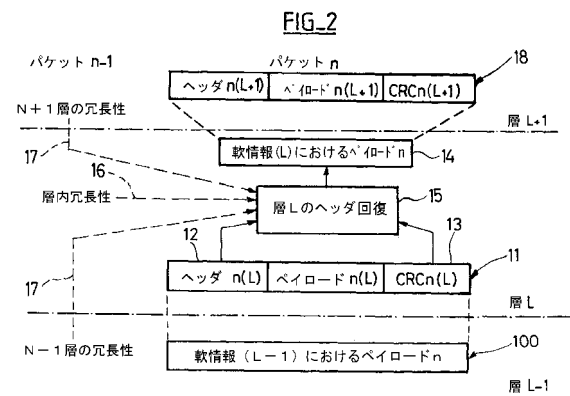 FIG_2
パケット n-1
パケット n
18
ヘッダ n(L+1)
ペイロード n(L+1)
CRCn(L+1)
N+1層の冗長性
層 L+1
17
軟情報(L)におけるペイロードn
14
16
15
層内冗長性
層Lのヘッダ回復
12
13
11
ヘッダ n(L)
ペイロード n(L)
CRCn(L)
17
層 L
N-1層の冗長性
軟情報(L-1)におけるペイロードn
100
層 L-1